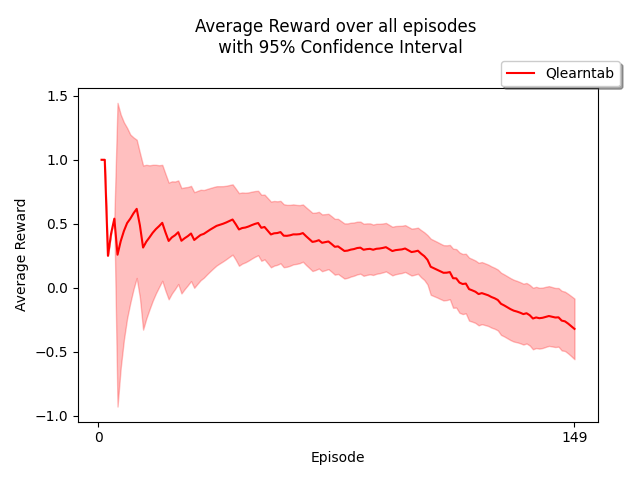 Average Reward over all episodes
with 95% Confidence Interval
Qlearntab
1.5
1.0
0.5
0.0
−0.5
−1.0
Average Reward
0
149
Episode